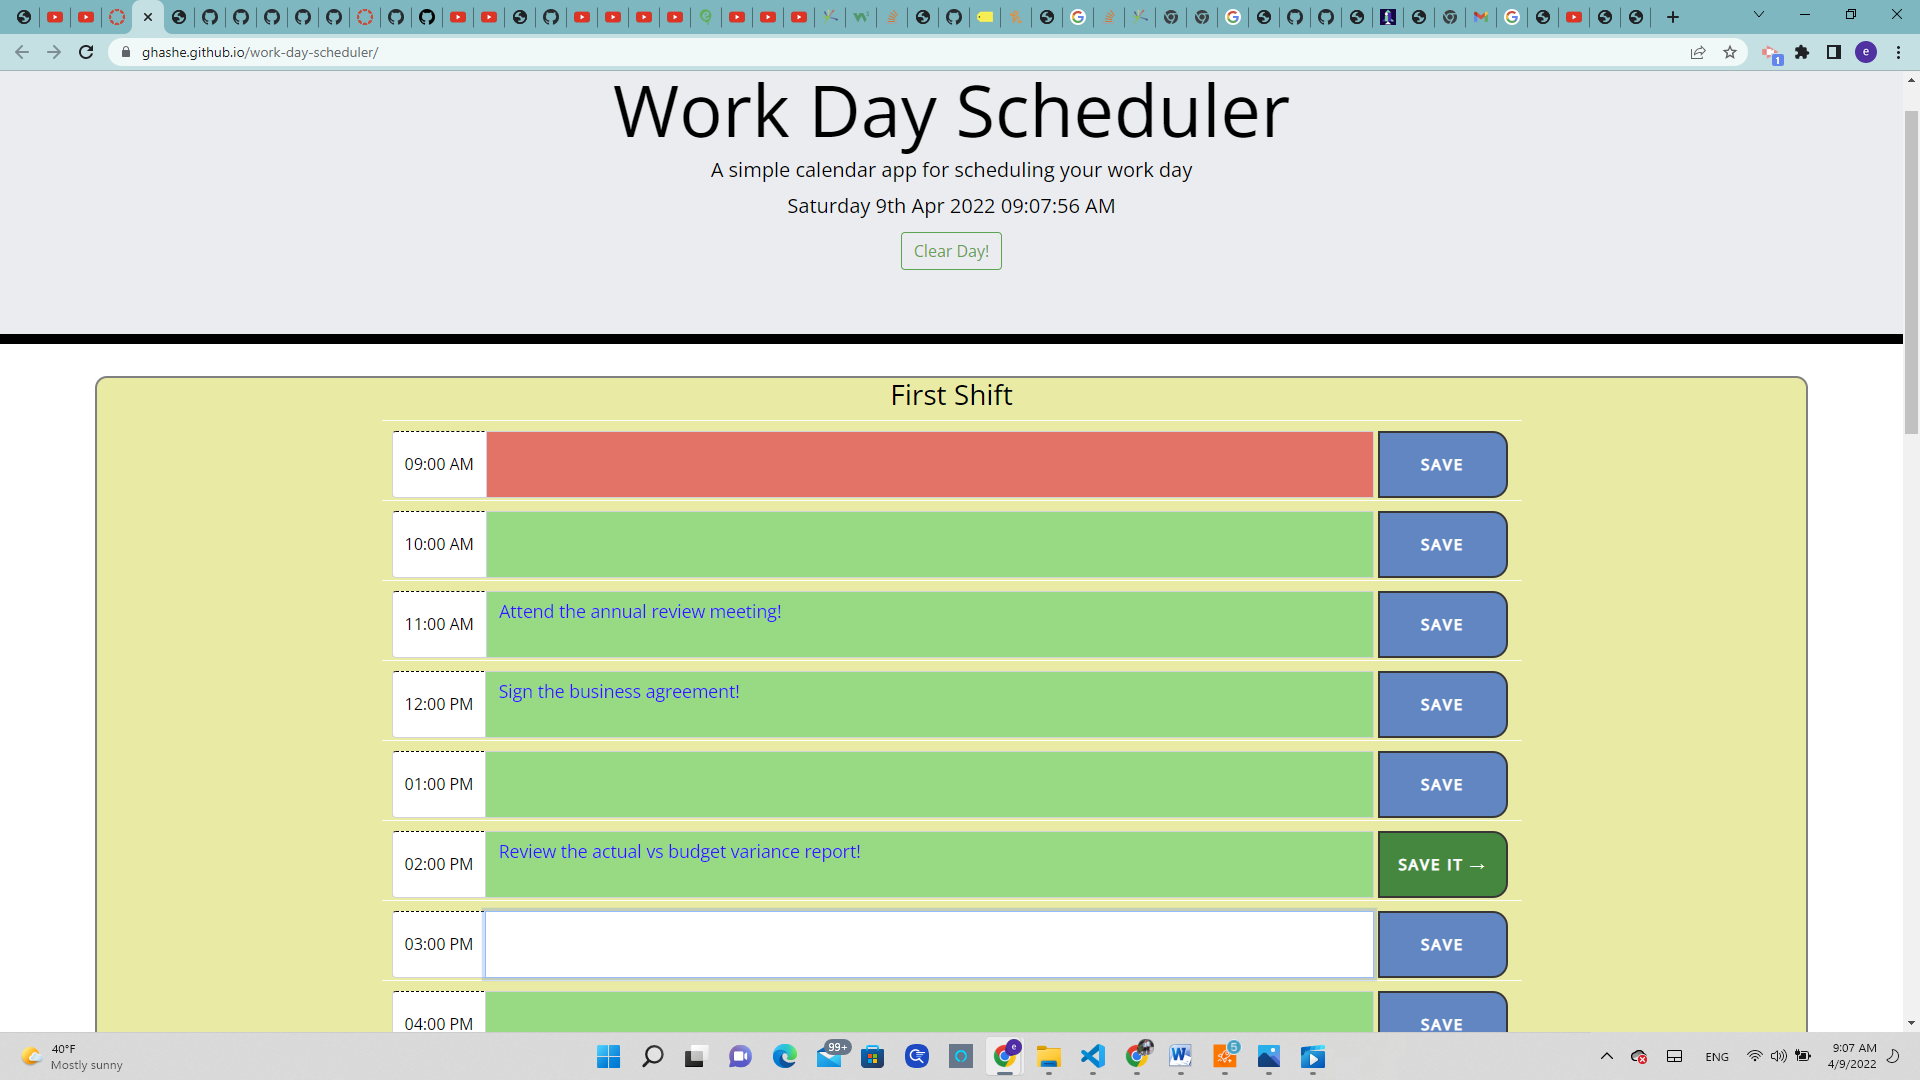 ghashe.github.io/work-day-scheduler/
e
1
Work Day Scheduler
A simple calendar app for scheduling your work day
Saturday 9th Apr 2022 09:07:56 AM
Clear Day!
First Shift
09:00 AM SAVE
10:00 AM SAVE
11:00 AM Attend the annual review meeting! SAVE
12:00 PM Sign the business agreement! SAVE
01:00 PM SAVE
02:00 PM Review the actual vs budget variance report! SAVE IT →
03:00 PM SAVE
04:00 PM SAVE
40°F
Mostly sunny
99+
e
5
ENG
9:07 AM
4/9/2022